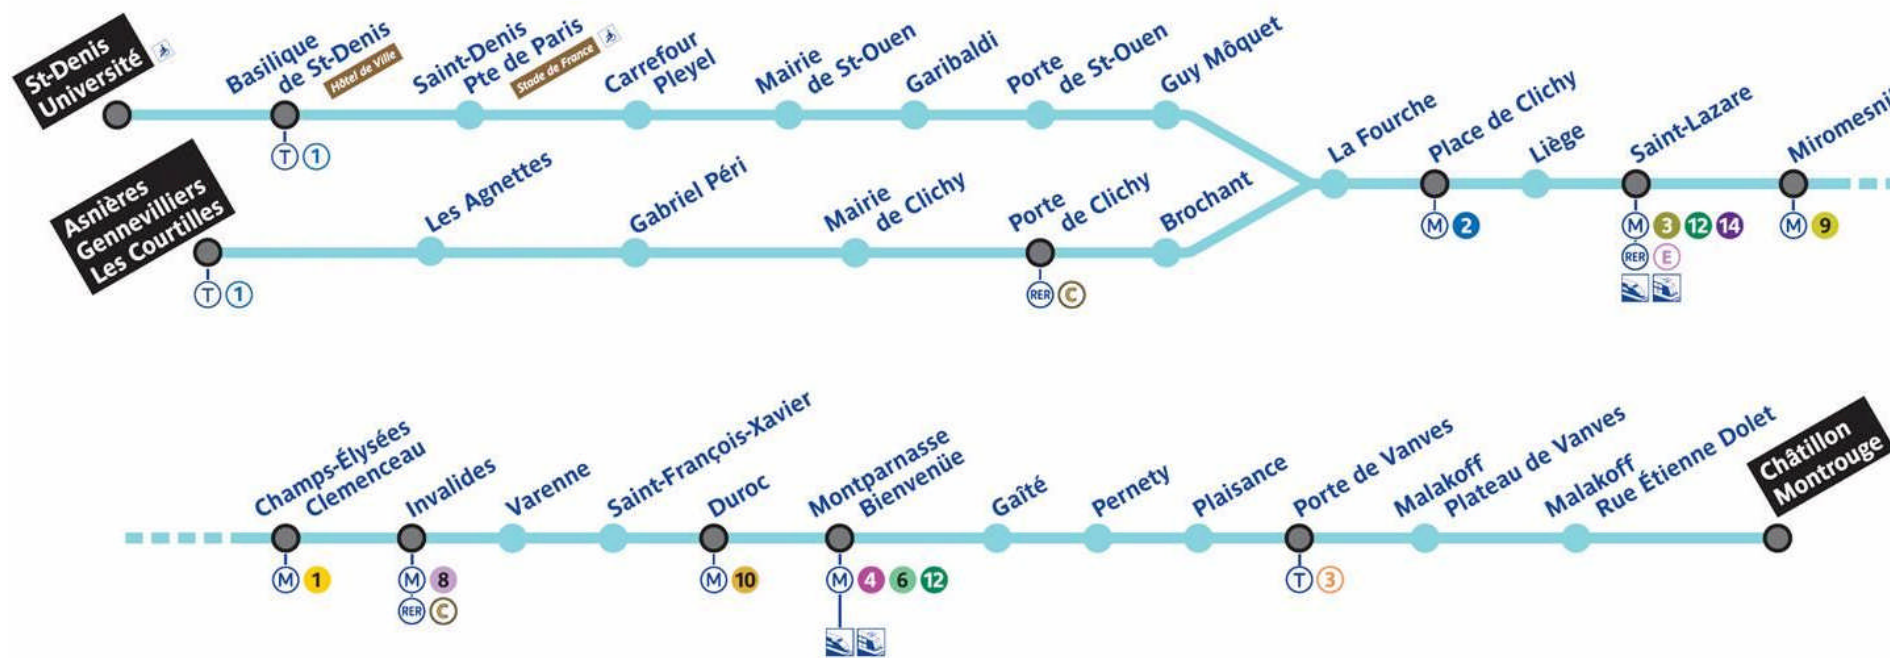 St-Denis
Université
Basilique
de St-Denis
Hôtel de Ville
Saint-Denis
Pte de Paris
Stade de France
Carrefour
Pleyel
Mairie
de St-Ouen
Garibaldi
Porte
de St-Ouen
Guy Môquet
T 1
Asnières
Gennevilliers
Les Courtilles
Les Agnettes
Gabriel Péri
Mairie
de Clichy
Porte
de Clichy
Brochant
T 1
RER C
La Fourche
Place de Clichy
Liège
Saint-Lazare
Miromesnil
M 2
M 3 12 14
RER E
M 9
Champs-Élysées
Clemenceau
Invalides
Varenne
Saint-François-Xavier
Duroc
Montparnasse
Bienvenüe
Gaîté
Pernety
Plaisance
Porte de Vanves
Malakoff
Plateau de Vanves
Malakoff
Rue Étienne Dolet
Châtillon
Montrouge
M 1
M 8
RER C
M 10
M 4 6 12
T 3